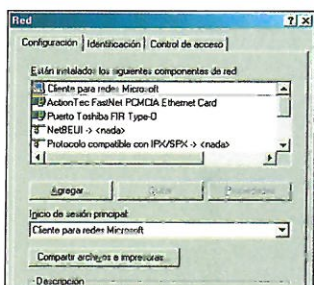 Red
Configuración Identificación Control de acceso
Están instalados los siguientes componentes de red:
Cliente para redes Microsoft
ActionTec FastNet PCMCIA Ethernet Card
Puerto Toshiba FIR Type-O
NetBEUI -> <nada>
Protocolo compatible con IPX/SPX -> <nada>
Agregar... Quitar Propiedades
Inicio de sesión principal:
Cliente para redes Microsoft
Compartir archivos e impresoras...
Descripción